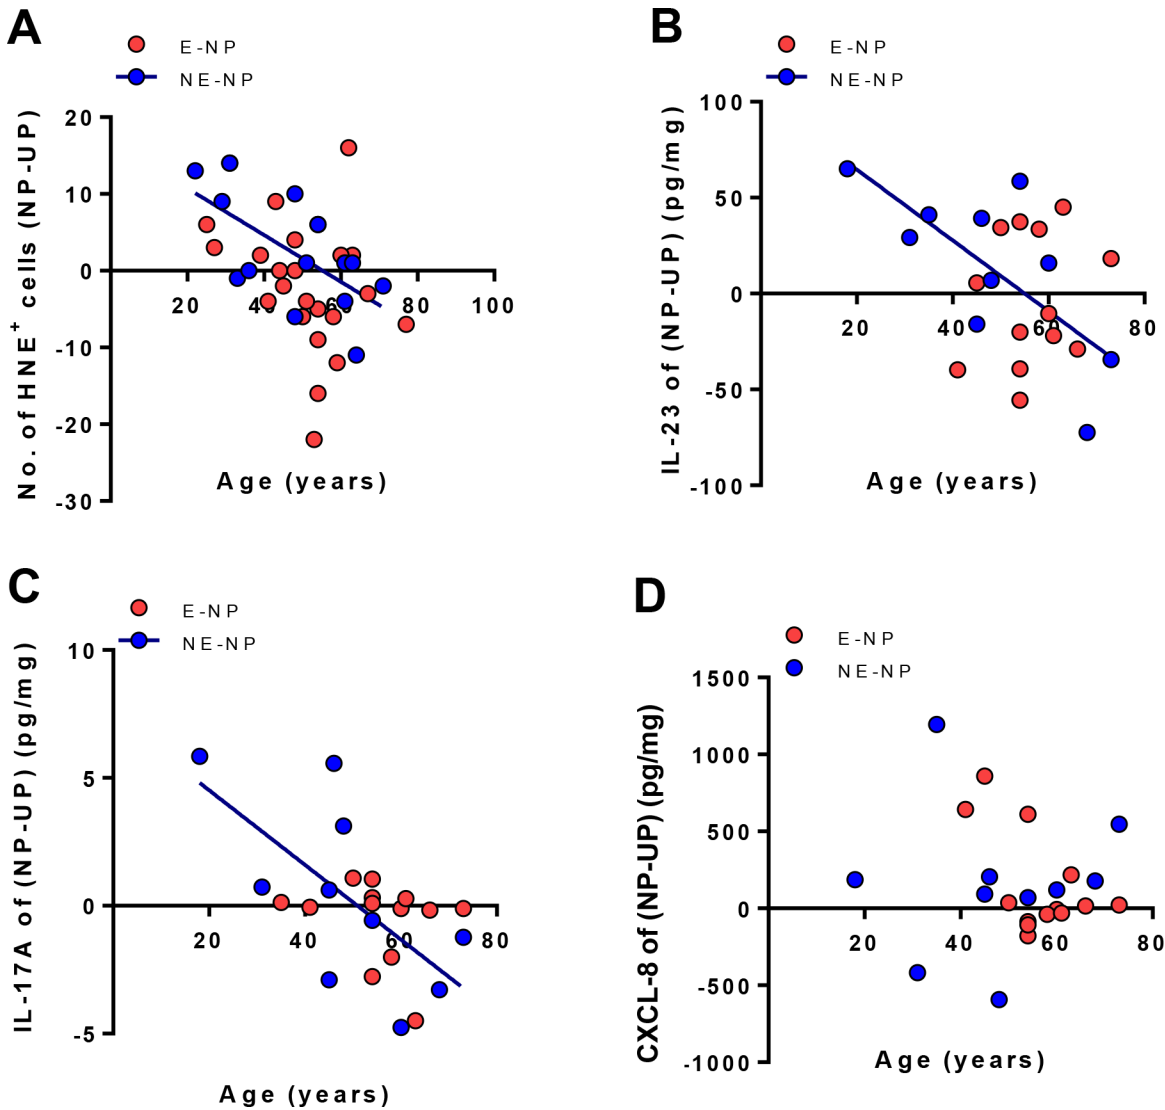 A
E-NP
NE-NP
No. of HNE+ cells (NP-UP)
20
10
0
-10
-20
-30
20
40
60
80
100
Age (years)
B
E-NP
NE-NP
IL-23 of (NP-UP) (pg/mg)
100
50
0
-50
-100
20
40
60
80
Age (years)
C
E-NP
NE-NP
IL-17A of (NP-UP) (pg/mg)
10
5
0
-5
20
40
60
80
Age (years)
D
E-NP
NE-NP
CXCL-8 of (NP-UP) (pg/mg)
1500
1000
500
0
-500
-1000
20
40
60
80
Age (years)